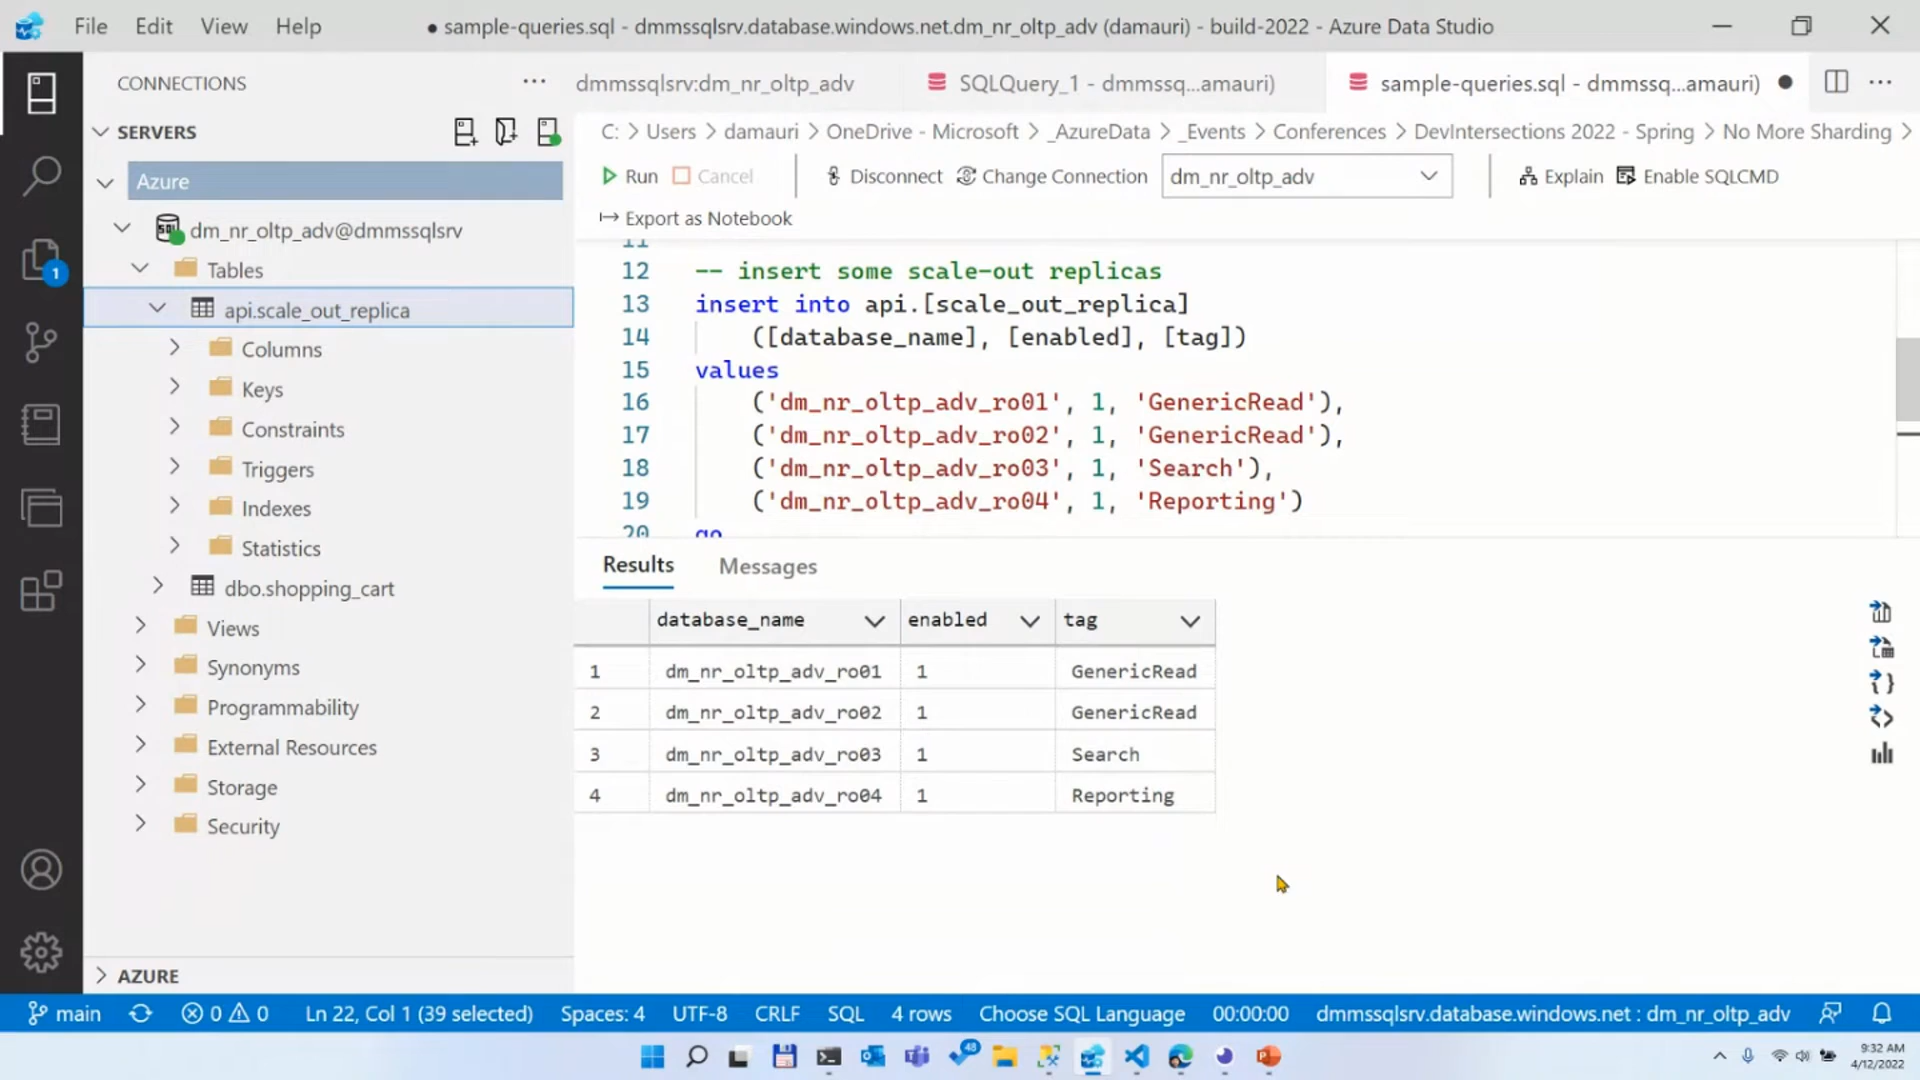 File Edit View Help ● sample-queries.sql - dmmssqlsrv.database.windows.net.dm_nr_oltp_adv (damauri) - build-2022 - Azure Data Studio
CONNECTIONS
dmmssqlsrv:dm_nr_oltp_adv SQLQuery_1 - dmmssq...amauri) sample-queries.sql - dmmssq...amauri)
C: > Users > damauri > OneDrive - Microsoft > _AzureData > _Events > Conferences > DevIntersections 2022 - Spring > No More Sharding >
Run Cancel Disconnect Change Connection dm_nr_oltp_adv Explain Enable SQLCMD
Export as Notebook
SERVERS
Azure
dm_nr_oltp_adv@dmmssqlsrv
Tables
api.scale_out_replica
Columns
Keys
Constraints
Triggers
Indexes
Statistics
dbo.shopping_cart
Views
Synonyms
Programmability
External Resources
Storage
Security
AZURE
11
12 -- insert some scale-out replicas
13 insert into api.[scale_out_replica]
14 ([database_name], [enabled], [tag])
15 values
16 ('dm_nr_oltp_adv_ro01', 1, 'GenericRead'),
17 ('dm_nr_oltp_adv_ro02', 1, 'GenericRead'),
18 ('dm_nr_oltp_adv_ro03', 1, 'Search'),
19 ('dm_nr_oltp_adv_ro04', 1, 'Reporting')
20 go
Results Messages
database_name enabled tag
1 dm_nr_oltp_adv_ro01 1 GenericRead
2 dm_nr_oltp_adv_ro02 1 GenericRead
3 dm_nr_oltp_adv_ro03 1 Search
4 dm_nr_oltp_adv_ro04 1 Reporting
1
main 0 0 Ln 22, Col 1 (39 selected) Spaces: 4 UTF-8 CRLF SQL 4 rows Choose SQL Language 00:00:00 dmmssqlsrv.database.windows.net : dm_nr_oltp_adv
48
9:32 AM
4/12/2022